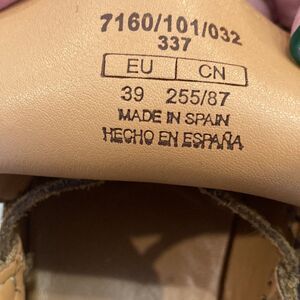 7160/101/032
337
EU CN
39 255/87
MADE IN SPAIN
HECHO EN ESPAÑA